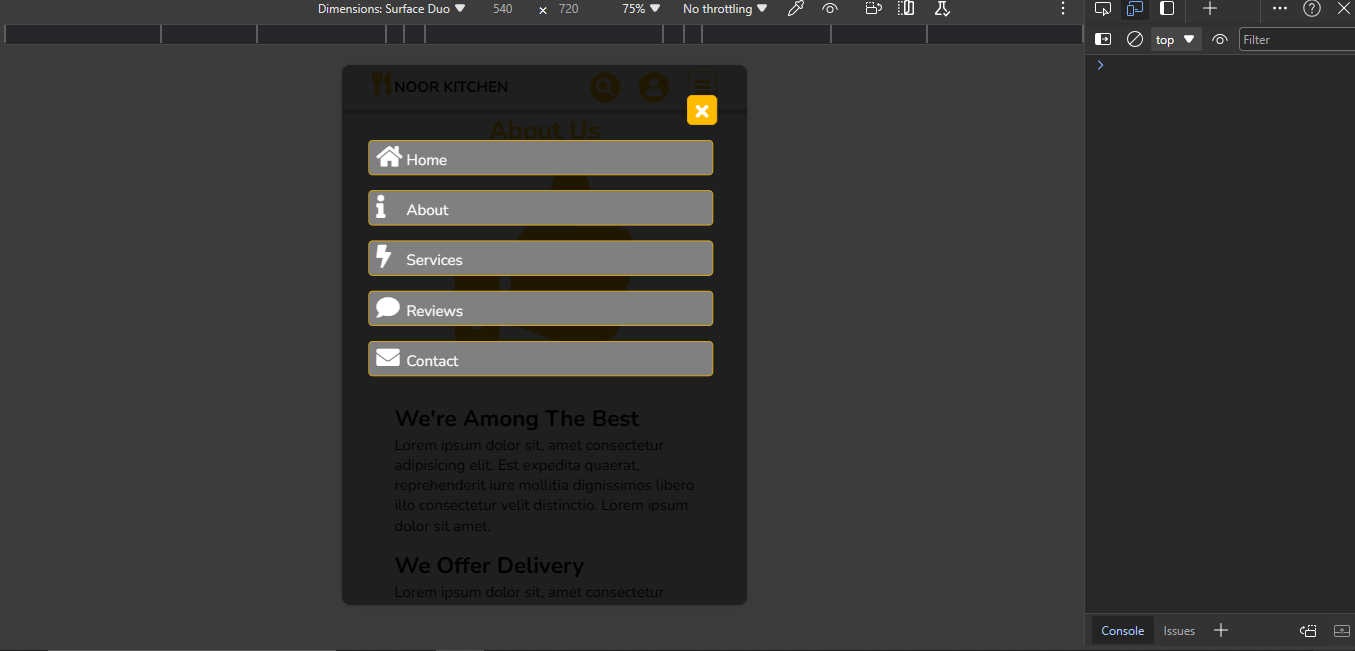 Dimensions: Surface Duo 540 × 720 75% No throttling
top Filter
NOOR KITCHEN
About Us
Home
About
Services
Reviews
Contact
We're Among The Best
Lorem ipsum dolor sit, amet consectetur
adipisicing elit. Est expedita quaerat,
reprehenderit iure mollitia dignissimos libero
illo consectetur velit distinctio. Lorem ipsum
dolor sit amet.
We Offer Delivery
Lorem ipsum dolor sit, amet consectetur
Console Issues